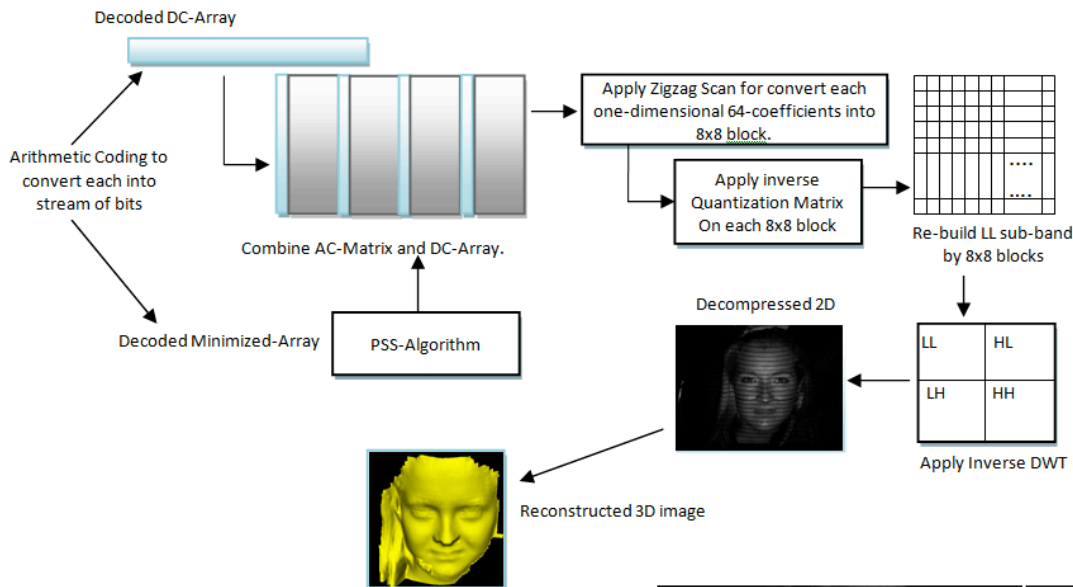 Decoded DC-Array
Arithmetic Coding to
convert each into
stream of bits
Combine AC-Matrix and DC-Array.
Decoded Minimized-Array
PSS-Algorithm
Apply Zigzag Scan for convert each
one-dimensional 64-coefficients into
8x8 block.
Apply inverse
Quantization Matrix
On each 8x8 block
....
....
Re-build LL sub-band
by 8x8 blocks
LL HL
LH HH
Apply Inverse DWT
Decompressed 2D
Reconstructed 3D image